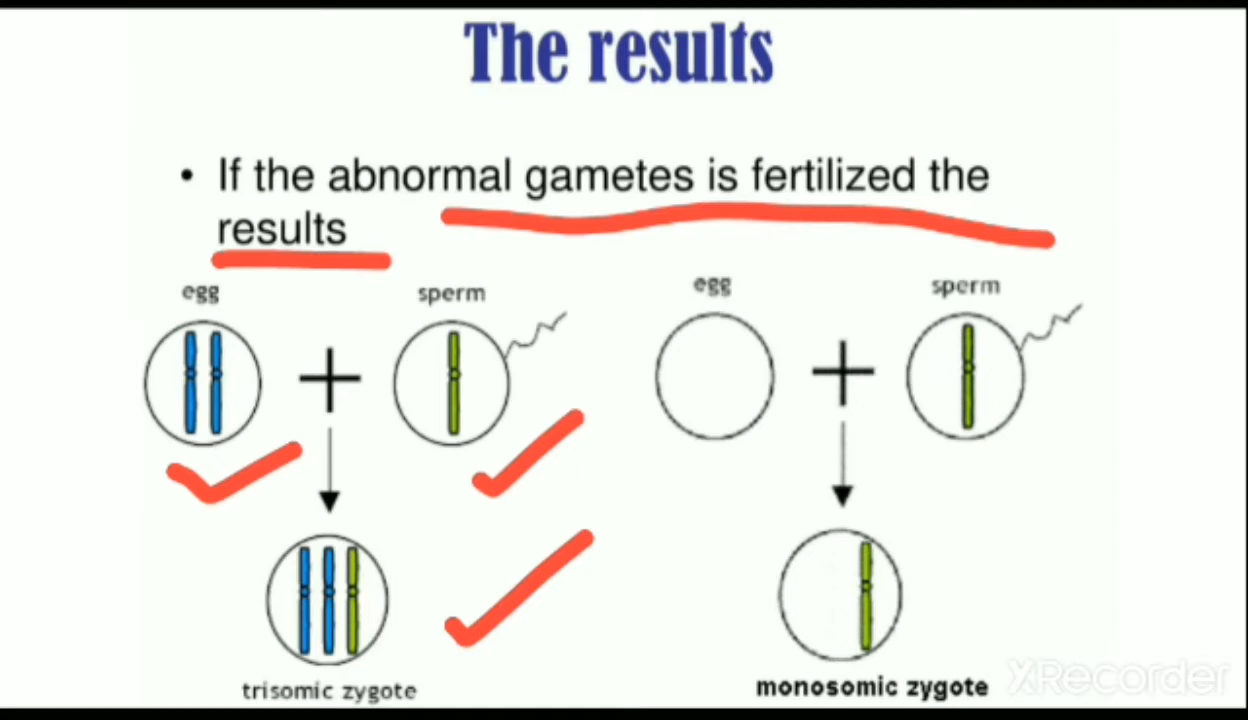 The results
• If the abnormal gametes is fertilized the
results
egg
sperm
egg
sperm
trisomic zygote
monosomic zygote
XRecorder